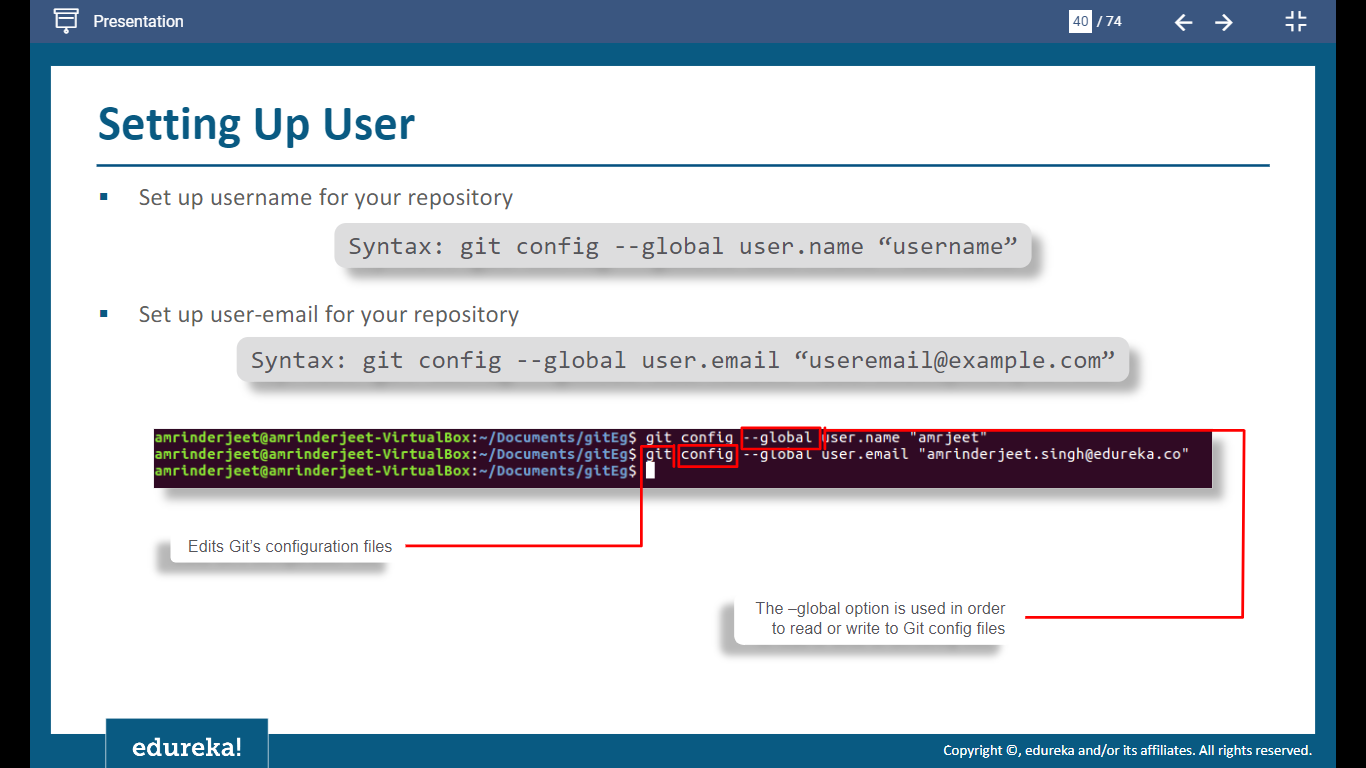 Presentation
40 / 74
Setting Up User
▪ Set up username for your repository
Syntax: git config --global user.name “username”
▪ Set up user-email for your repository
Syntax: git config --global user.email “useremail@example.com”
amrinderjeet@amrinderjeet-VirtualBox:~/Documents/gitEg$ git config --global user.name "amrjeet"
amrinderjeet@amrinderjeet-VirtualBox:~/Documents/gitEg$ git config --global user.email "amrinderjeet.singh@edureka.co"
amrinderjeet@amrinderjeet-VirtualBox:~/Documents/gitEg$
Edits Git’s configuration files
The –global option is used in order
to read or write to Git config files
edureka!
Copyright ©, edureka and/or its affiliates. All rights reserved.